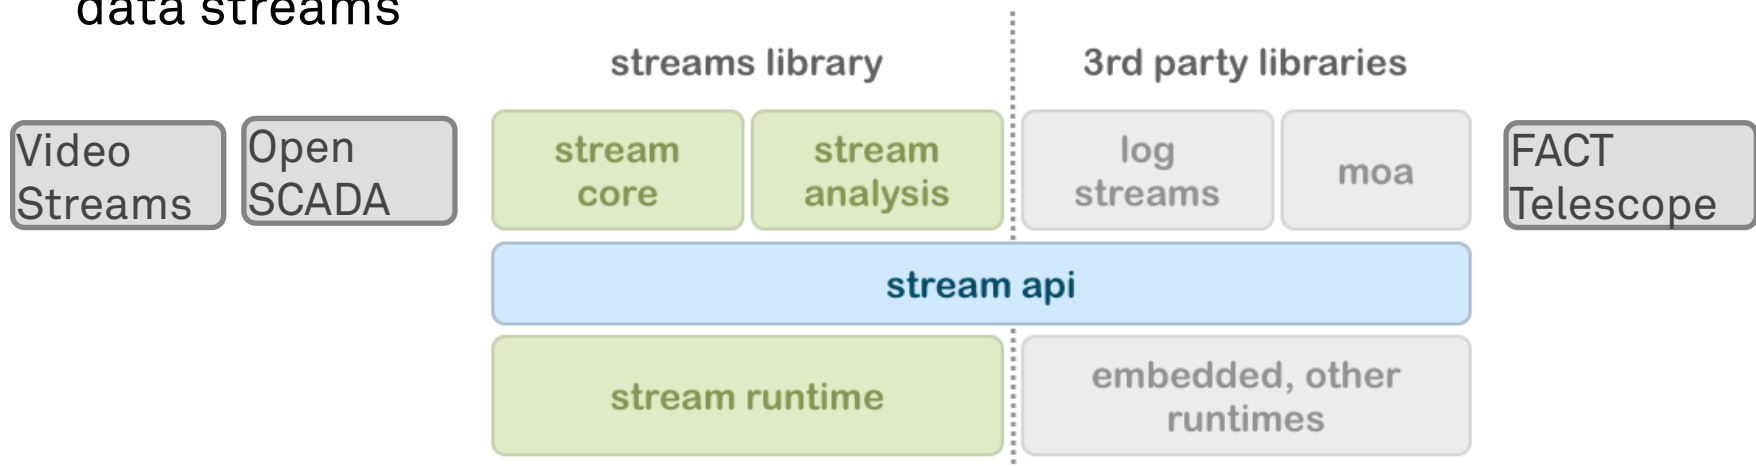 data streams
streams library
3rd party libraries
Video
Streams
Open
SCADA
stream
core
stream
analysis
log
streams
moa
FACT
Telescope
stream api
stream runtime
embedded, other
runtimes